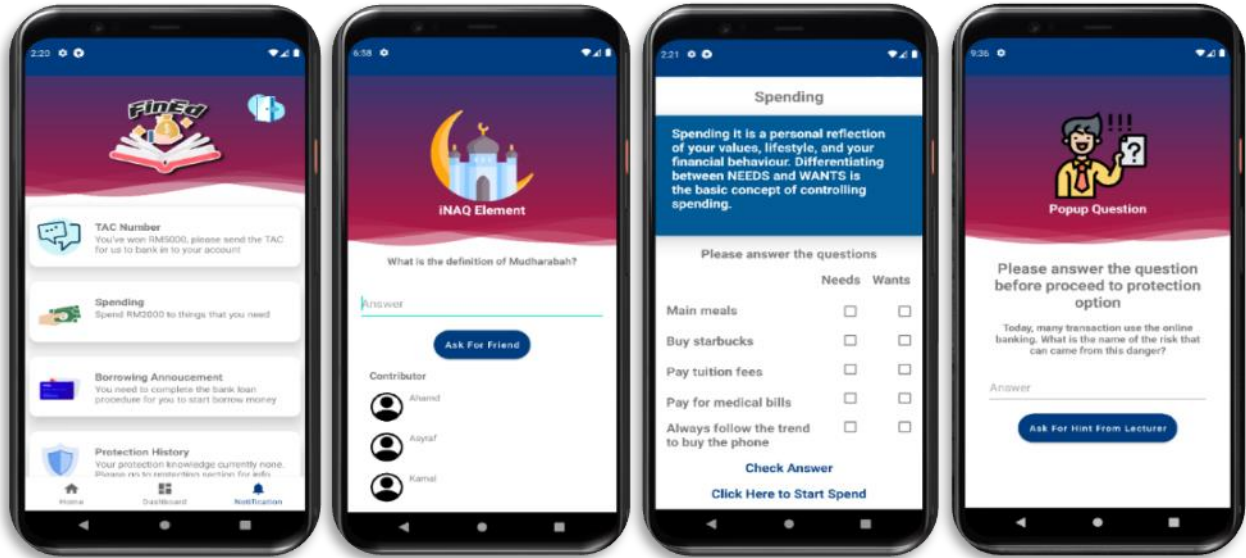 2:20
FinEd
TAC Number
You've won RM5000, please send the TAC
for us to bank in to your account
Spending
Spend RM2000 to things that you need
Borrowing Annoucement
You need to complete the bank loan
procedure for you to start borrow money
Protection History
Your protection knowledge currently none.
Please go to protecting section for info
Home
Dashboard
Notification
6:58
iNAQ Element
What is the definition of Mudharabah?
Answer
Ask For Friend
Contributor
Ahamd
Asyraf
Kamal
2:21
Spending
Spending it is a personal reflection
of your values, lifestyle, and your
financial behaviour. Differentiating
between NEEDS and WANTS is
the basic concept of controlling
spending.
Please answer the questions
Needs Wants
Main meals
Buy starbucks
Pay tuition fees
Pay for medical bills
Always follow the trend
to buy the phone
Check Answer
Click Here to Start Spend
9:36
Popup Question
Please answer the question
before proceed to protection
option
Today, many transaction use the online
banking. What is the name of the risk that
can came from this danger?
Answer
Ask For Hint From Lecturer